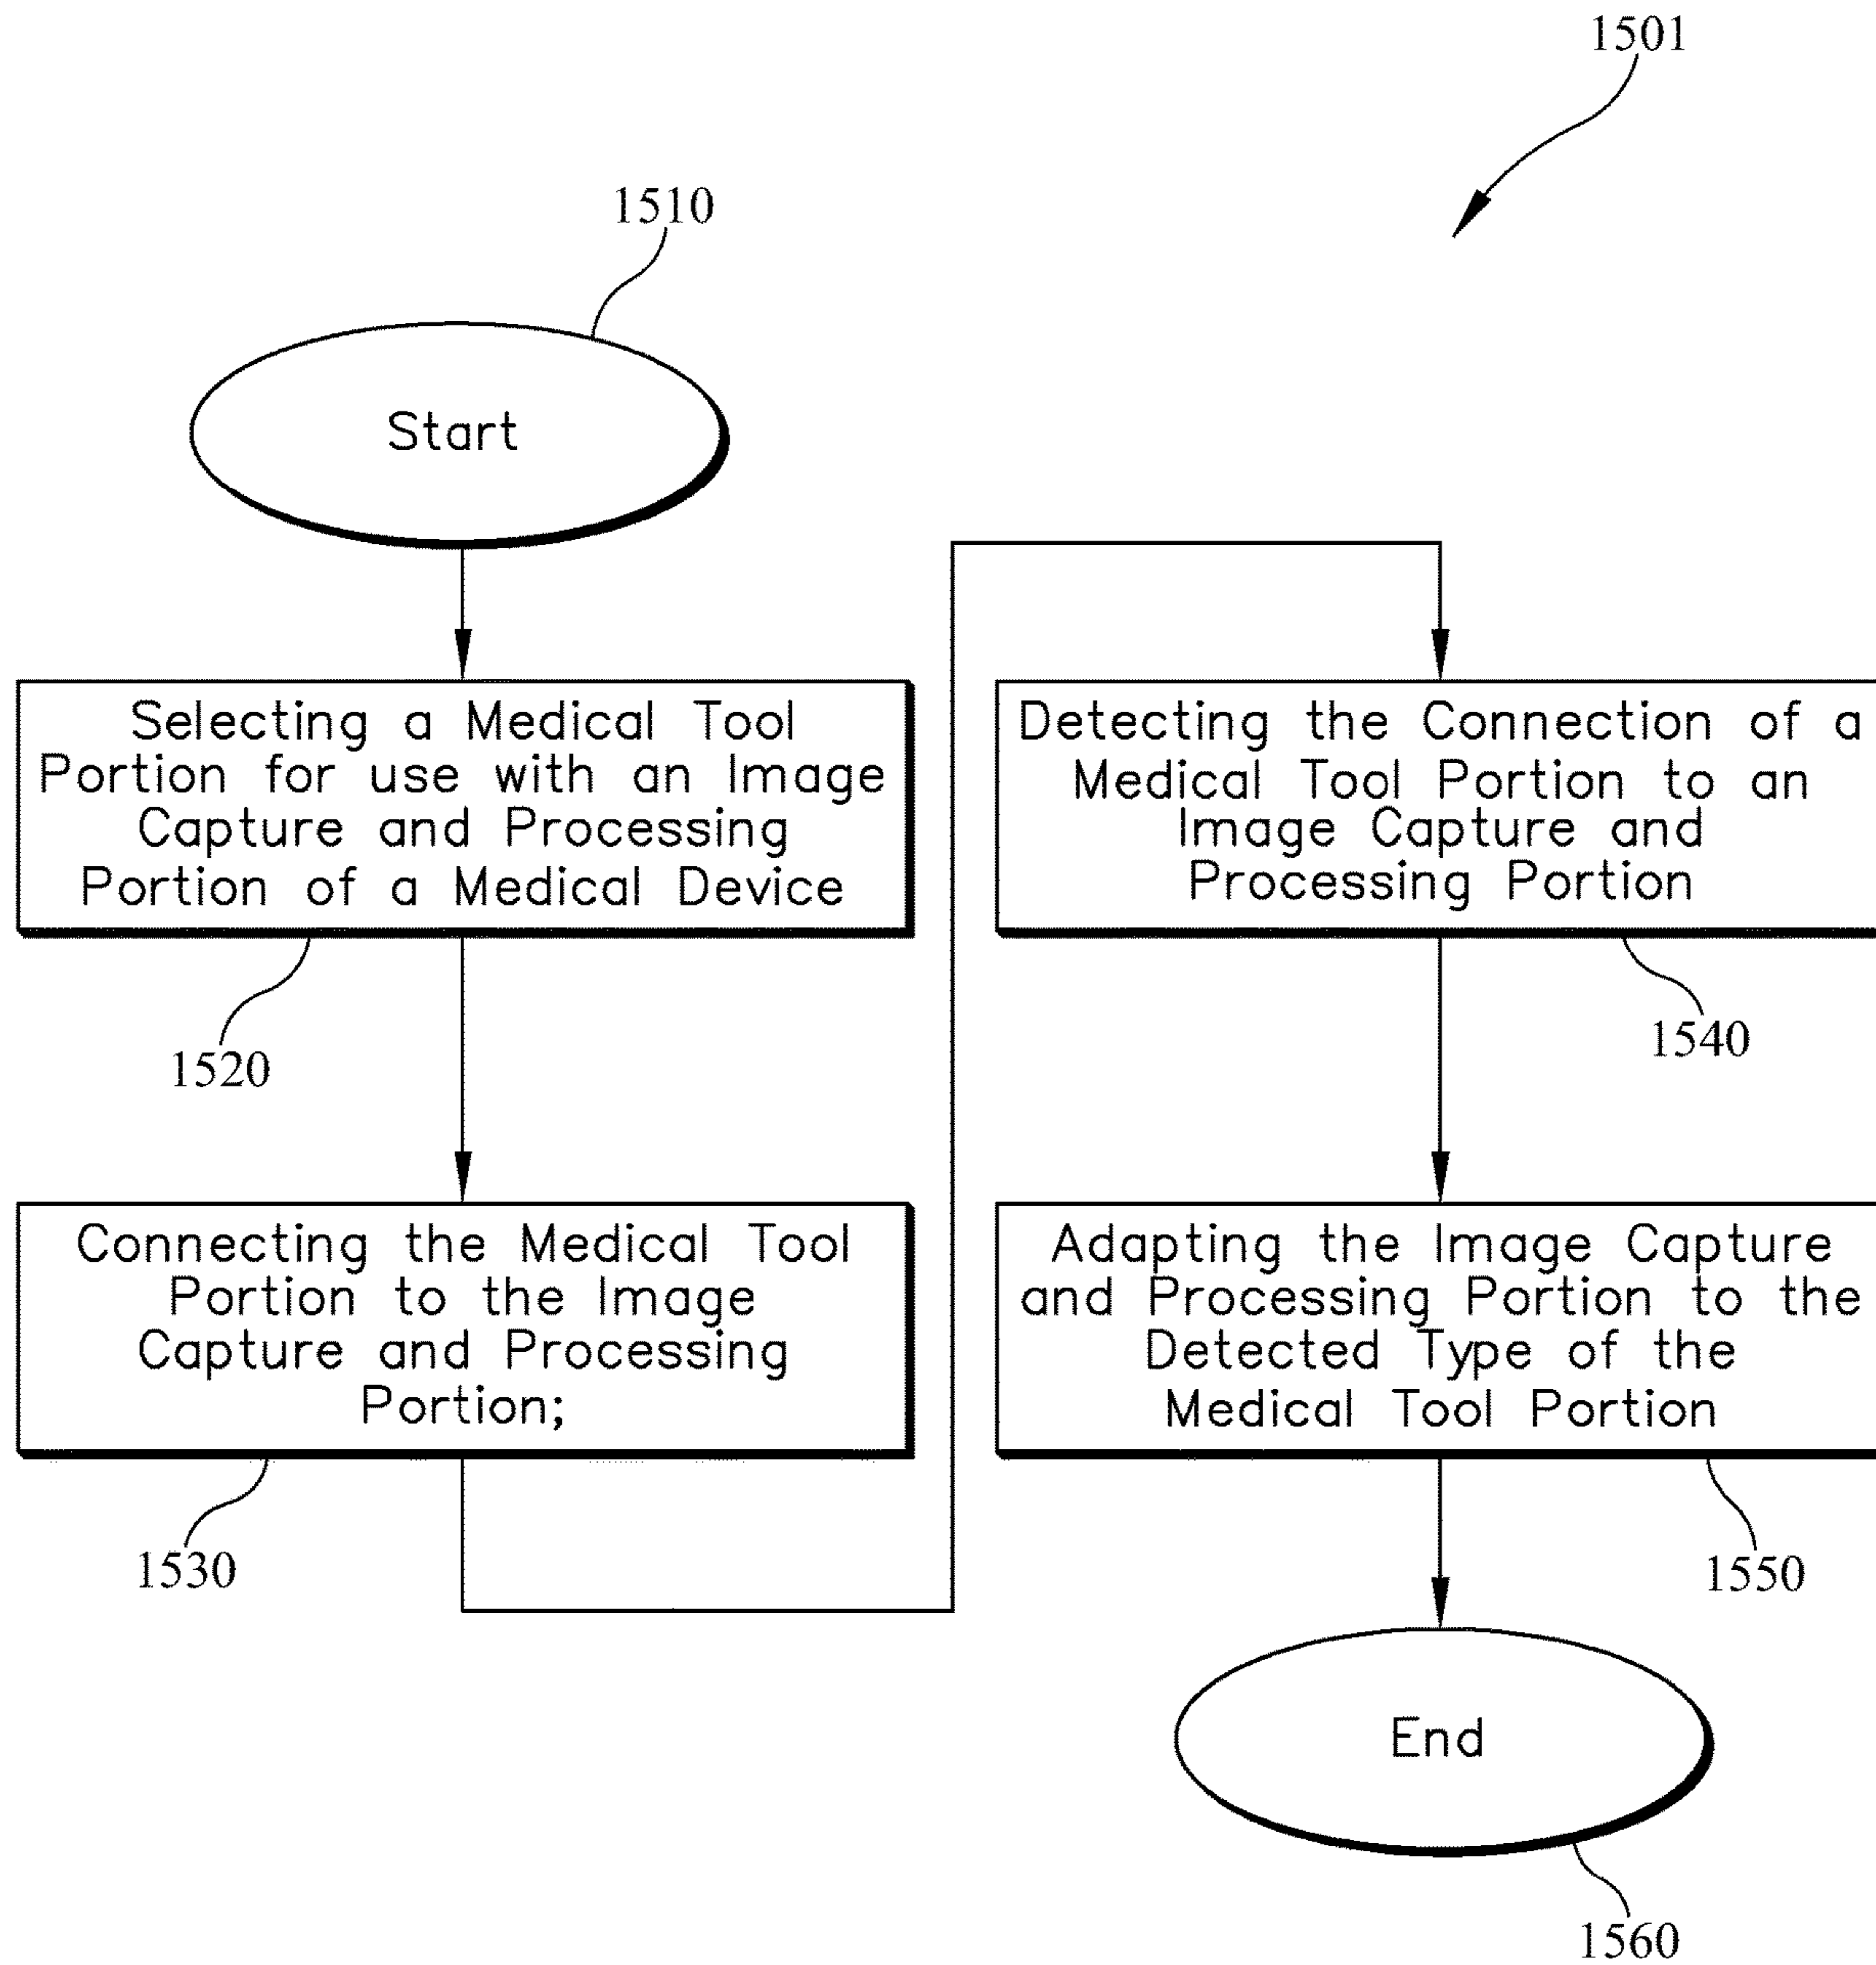 1501
1510
Start
Selecting a Medical Tool
Portion for use with an Image
Capture and Processing
Portion of a Medical Device
1520
Connecting the Medical Tool
Portion to the Image
Capture and Processing
Portion;
1530
Detecting the Connection of a
Medical Tool Portion to an
Image Capture and
Processing Portion
1540
Adapting the Image Capture
and Processing Portion to the
Detected Type of the
Medical Tool Portion
1550
End
1560